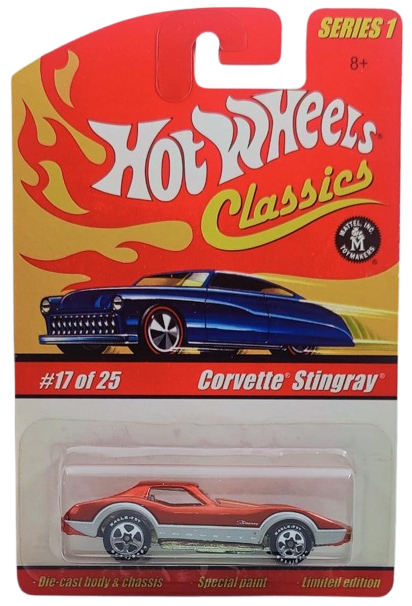 SERIES 1
8+
Hot Wheels®
Classics
MATTEL, INC.
M
TOYMAKERS
#17 of 25
Corvette® Stingray®
Stingray
-Die-cast body & chassis -Special paint -Limited edition